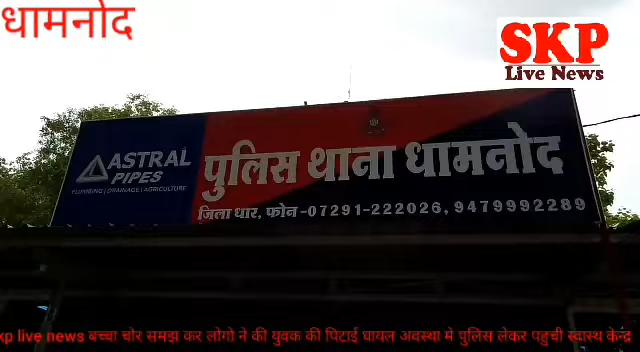 धामनोद
SKP
Live News
ASTRAL
PIPES
PLUMBING | DRAINAGE | AGRICULTURE
पुलिस थाना धामनोद
जिला धार, फोन-07291-222026, 9479992289
kp live news बच्चा चोर समझ कर लोगो ने की युवक की पिटाई घायल अवस्था मे पुलिस लेकर पहुची स्वास्थ केन्द्र